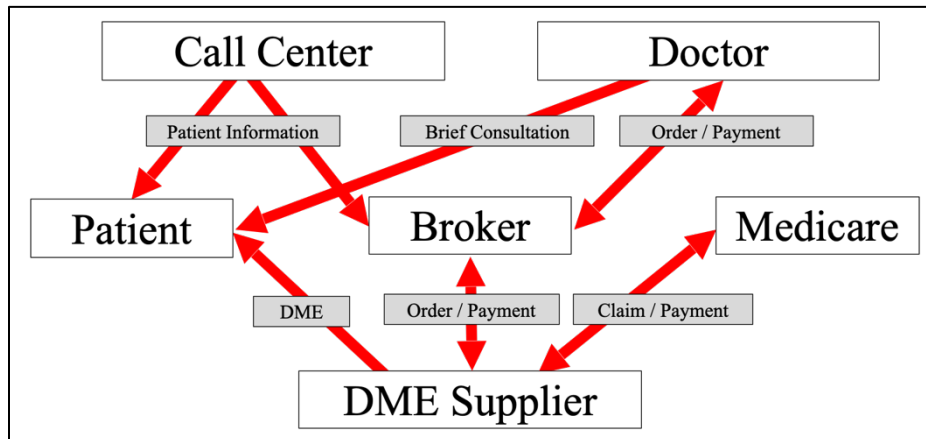 Call Center
Doctor
Patient Information
Brief Consultation
Order / Payment
Patient
Broker
Medicare
DME
Order / Payment
Claim / Payment
DME Supplier